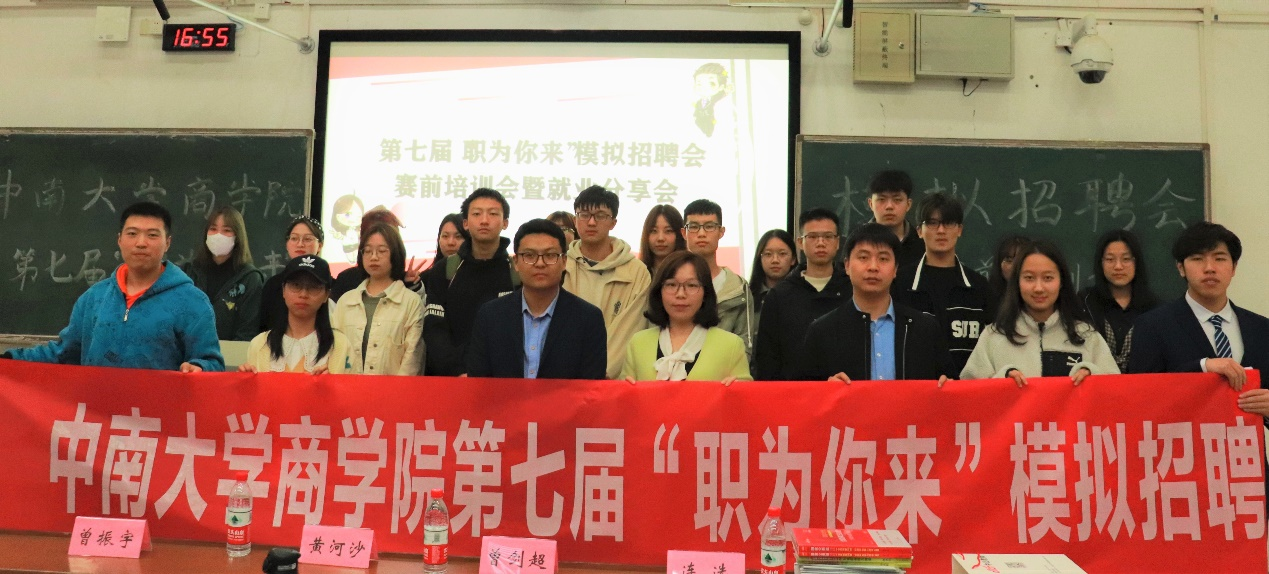 16:55
第七届 职为你来"模拟招聘会
赛前培训会暨就业分享会
中南大学商学院
第七届
模拟招聘会
中南大学商学院第七届“职为你来”模拟招聘
曾振宇
黄河沙
曾剑超